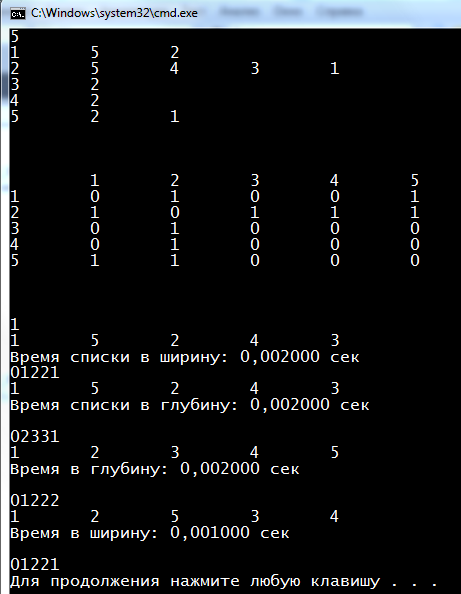 C:\Windows\system32\cmd.exe
5
1 5 2
2 5 4 3 1
3 2
4 2
5 2 1
1 2 3 4 5
1 0 1 0 0 1
2 1 0 1 1 1
3 0 1 0 0 0
4 0 1 0 0 0
5 1 1 0 0 0
1
1 5 2 4 3
Время списки в ширину: 0,002000 сек
01221
1 5 2 4 3
Время списки в глубину: 0,002000 сек
02331
1 2 3 4 5
Время в глубину: 0,002000 сек
01222
1 2 5 3 4
Время в ширину: 0,001000 сек
01221
Для продолжения нажмите любую клавишу . . .